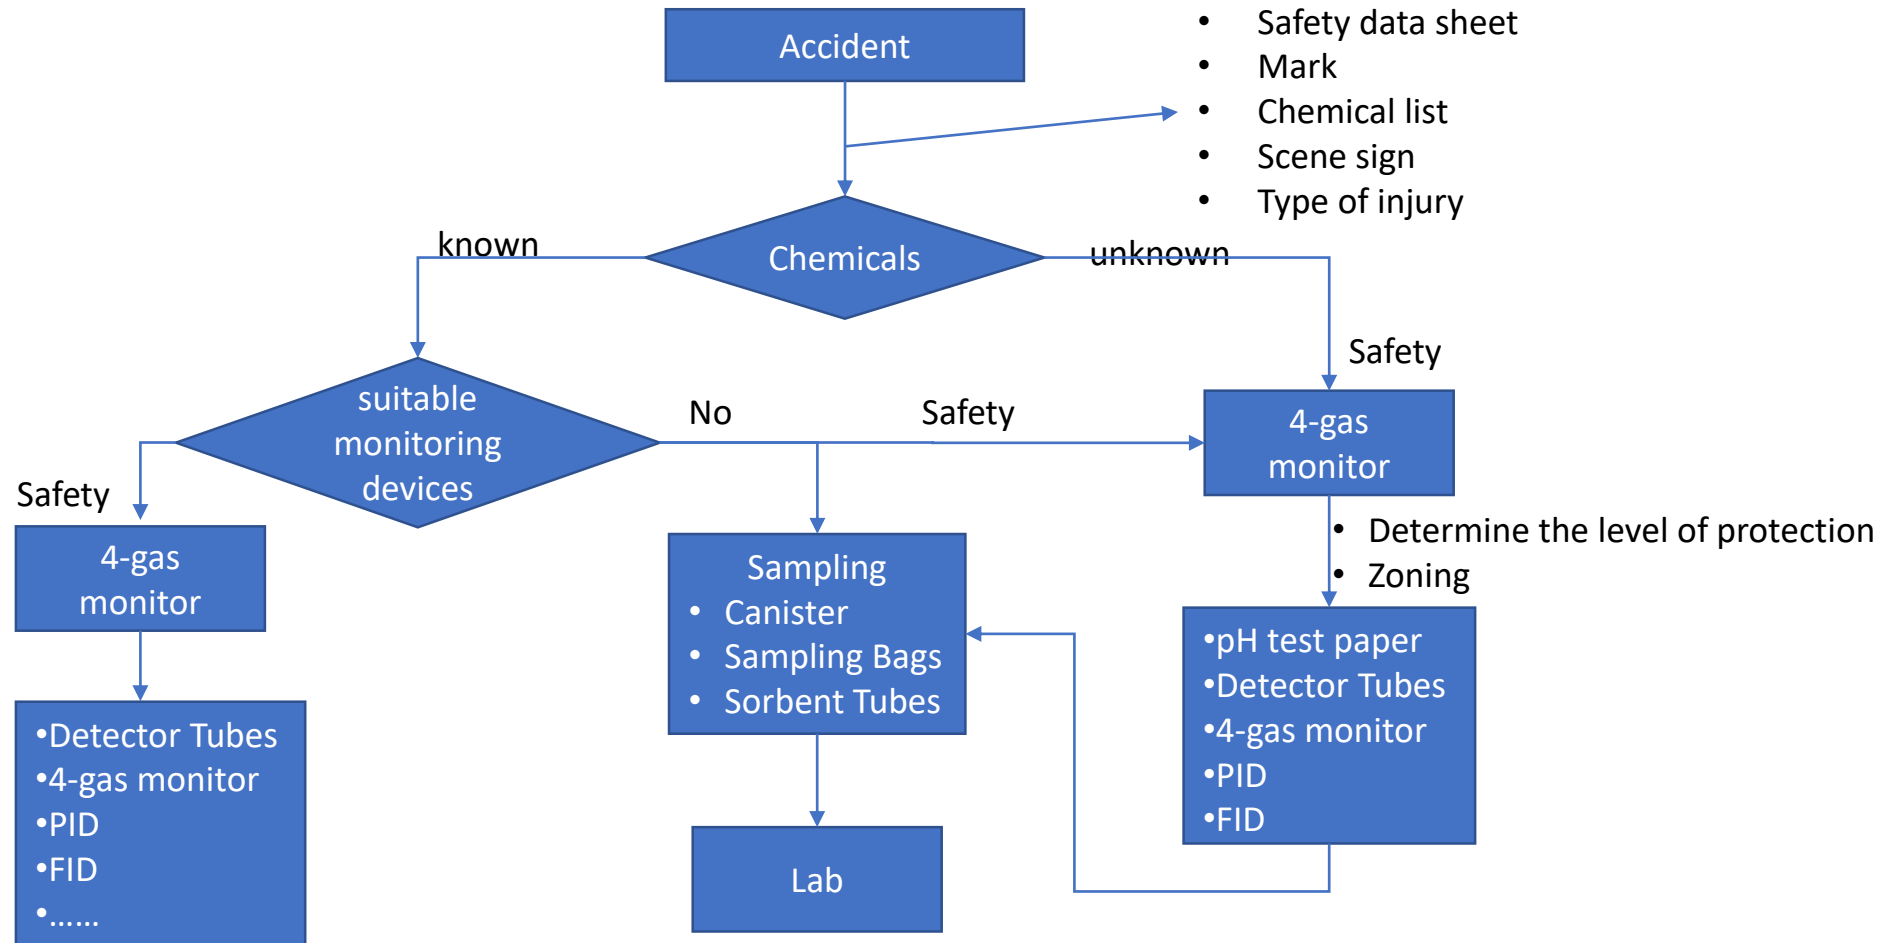 Accident
• Safety data sheet
• Mark
• Chemical list
• Scene sign
• Type of injury
known
Chemicals
unknown
Safety
suitable
monitoring
devices
No
Safety
4-gas
monitor
Safety
4-gas
monitor
• Determine the level of protection
• Zoning
Sampling
• Canister
• Sampling Bags
• Sorbent Tubes
•pH test paper
•Detector Tubes
•4-gas monitor
•PID
•FID
•Detector Tubes
•4-gas monitor
•PID
•FID
•……
Lab